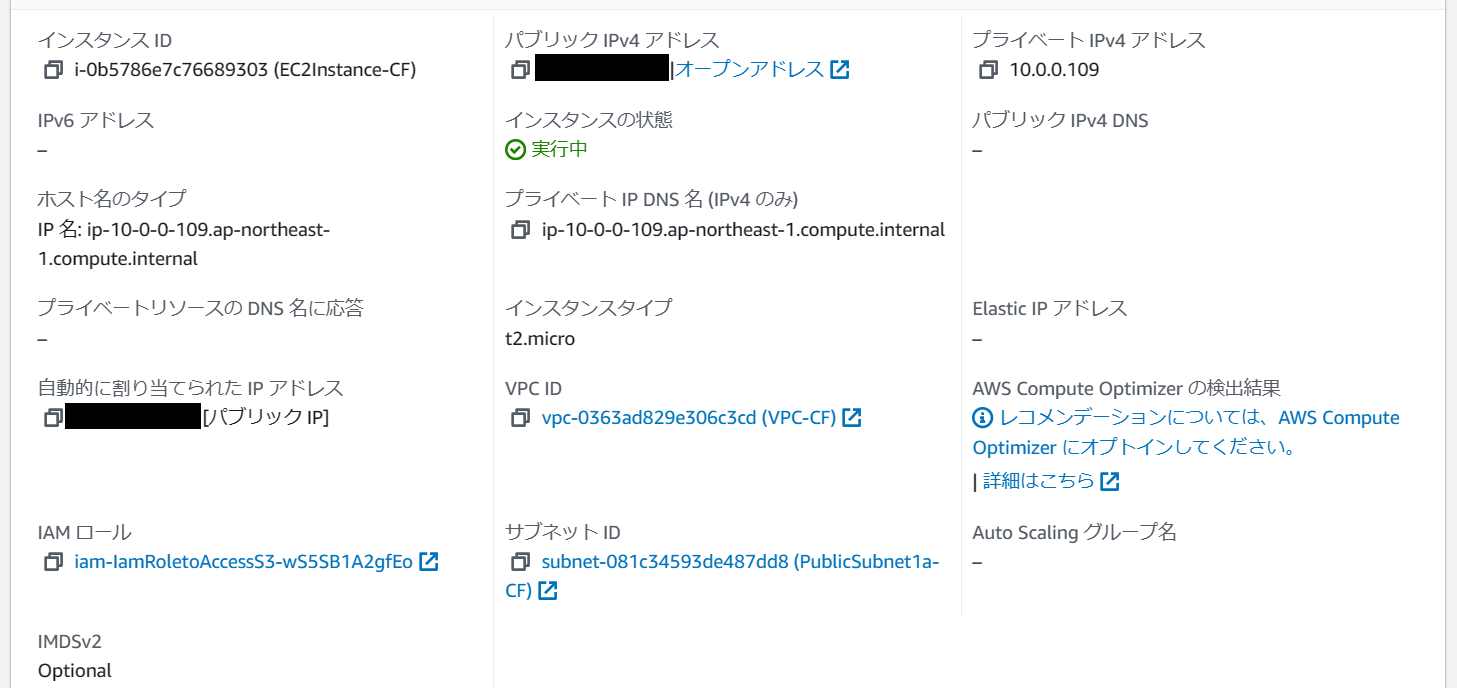 インスタンス ID
i-0b5786e7c76689303 (EC2Instance-CF)
パブリック IPv4 アドレス
|オープンアドレス
プライベート IPv4 アドレス
10.0.0.109
IPv6 アドレス
–
インスタンスの状態
実行中
パブリック IPv4 DNS
–
ホスト名のタイプ
IP 名: ip-10-0-0-109.ap-northeast-
1.compute.internal
プライベート IP DNS 名 (IPv4 のみ)
ip-10-0-0-109.ap-northeast-1.compute.internal
プライベートリソースの DNS 名に応答
–
インスタンスタイプ
t2.micro
Elastic IP アドレス
–
自動的に割り当てられた IP アドレス
[パブリック IP]
VPC ID
vpc-0363ad829e306c3cd (VPC-CF)
AWS Compute Optimizer の検出結果
レコメンデーションについては、AWS Compute
Optimizer にオプトインしてください。
| 詳細はこちら
IAM ロール
iam-IamRoletoAccessS3-wS5SB1A2gfEo
サブネット ID
subnet-081c34593de487dd8 (PublicSubnet1a-
CF)
Auto Scaling グループ名
–
IMDSv2
Optional